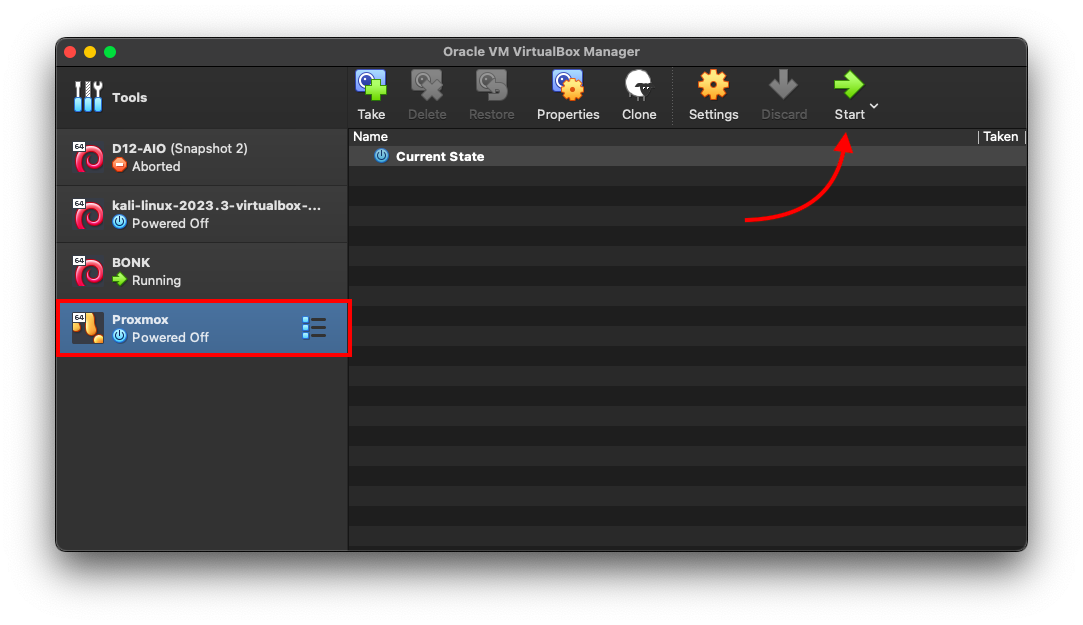 Oracle VM VirtualBox Manager
Tools
Take
Delete
Restore
Properties
Clone
Settings
Discard
Start
Name
Taken
Current State
64
D12-AIO (Snapshot 2)
Aborted
64
kali-linux-2023.3-virtualbox-...
Powered Off
64
BONK
Running
64
Proxmox
Powered Off